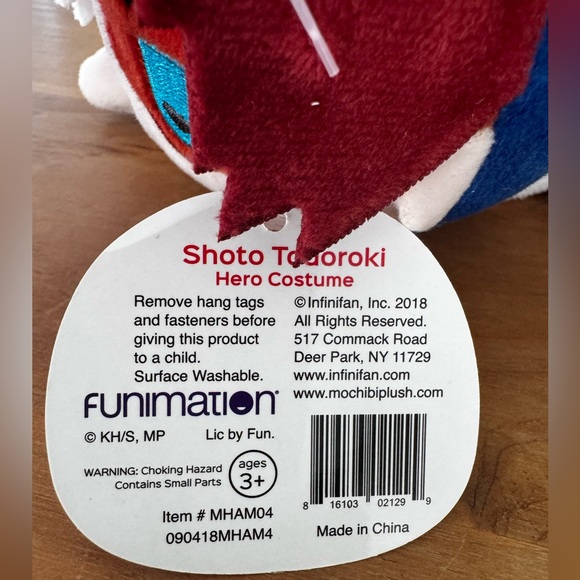 Shoto Todoroki
Hero Costume
Remove hang tags
and fasteners before
giving this product
to a child.
Surface Washable.
© Infinifan, Inc. 2018
All Rights Reserved.
517 Commack Road
Deer Park, NY 11729
www.infinifan.com
www.mochibiplush.com
FUNIMATION
© KH/S, MP
Lic by Fun.
WARNING: Choking Hazard
Contains Small Parts
ages
3+
Item # MHAM04
090418MHAM4
8 16103 02129 9
Made in China